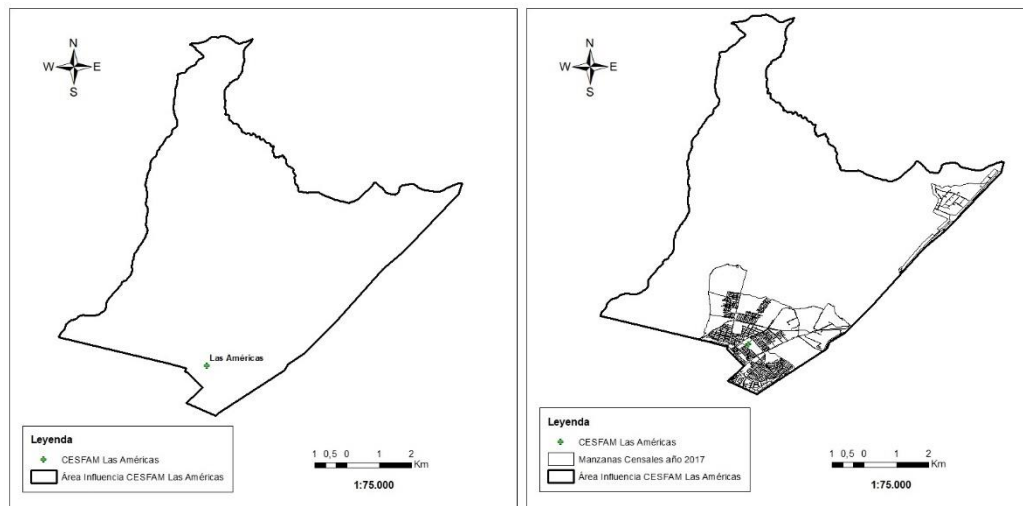 N
W E
S
Las Américas
Leyenda
CESFAM Las Américas
Área Influencia CESFAM Las Américas
1 0,5 0 1 2
Km
1:75.000
N
W E
S
Leyenda
CESFAM Las Américas
Manzanas Censales año 2017
Área Influencia CESFAM Las Américas
1 0,5 0 1 2
Km
1:75.000